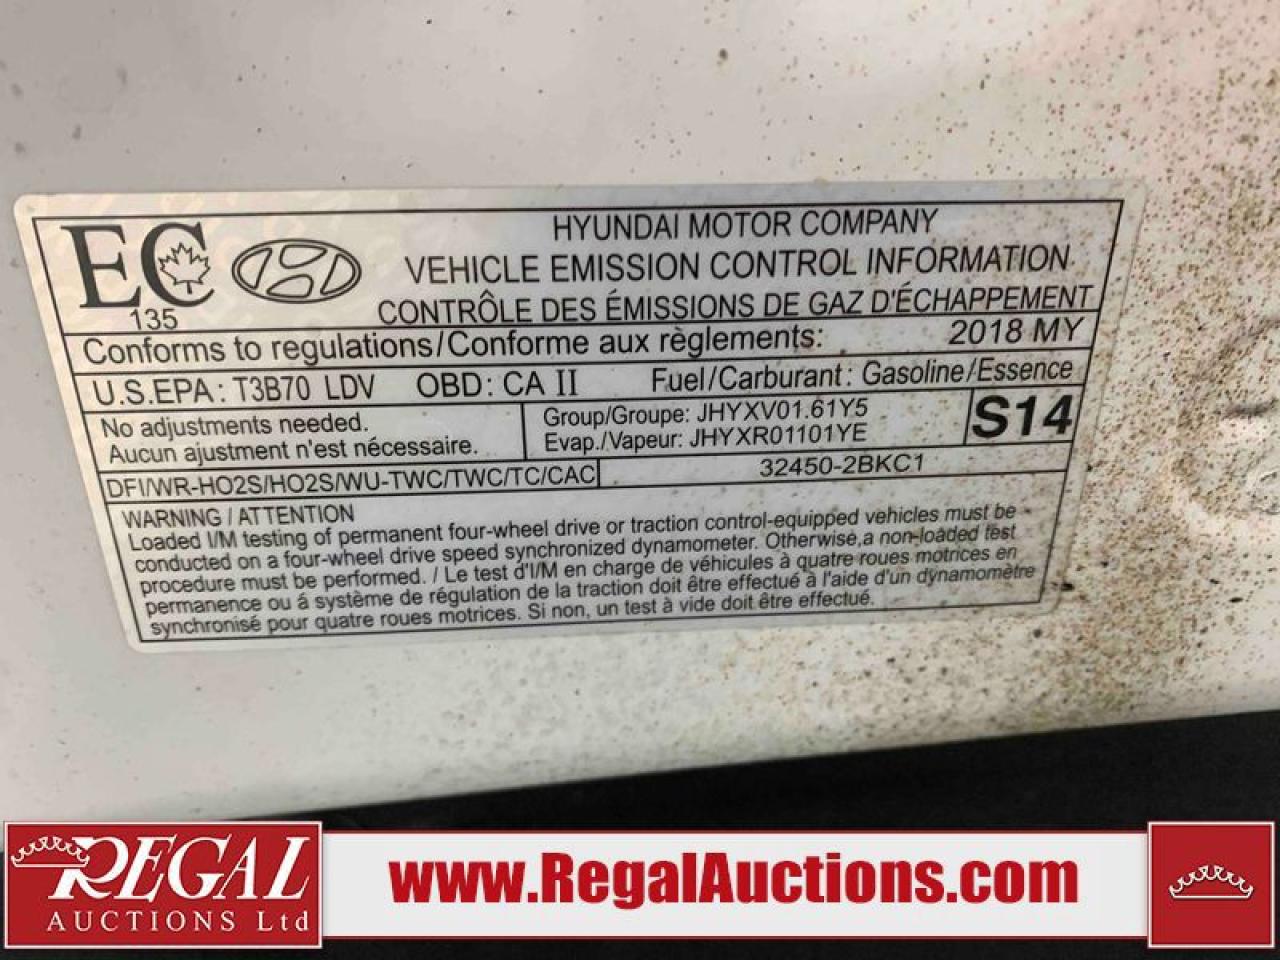 EC
135
HYUNDAI MOTOR COMPANY
VEHICLE EMISSION CONTROL INFORMATION
CONTRÔLE DES ÉMISSIONS DE GAZ D'ÉCHAPPEMENT
Conforms to regulations/Conforme aux règlements: 2018 MY
U.S.EPA: T3B70 LDV OBD: CA II Fuel/Carburant: Gasoline/Essence
No adjustments needed.
Aucun ajustment n'est nécessaire.
Group/Groupe: JHYXV01.61Y5
Evap./Vapeur: JHYXR01101YE
S14
DFI/WR-HO2S/HO2S/WU-TWC/TWC/TC/CAC
32450-2BKC1
WARNING / ATTENTION
Loaded I/M testing of permanent four-wheel drive or traction control-equipped vehicles must be
conducted on a four-wheel drive speed synchronized dynamometer. Otherwise,a non-loaded test
procedure must be performed. / Le test d'I/M en charge de véhicules à quatre roues motrices en
permanence ou á système de régulation de la traction doit être effectué à l'aide d'un dynamomètre
synchronisé pour quatre roues motrices. Si non, un test à vide doit être effectué.
REGAL
AUCTIONS Ltd
www.RegalAuctions.com